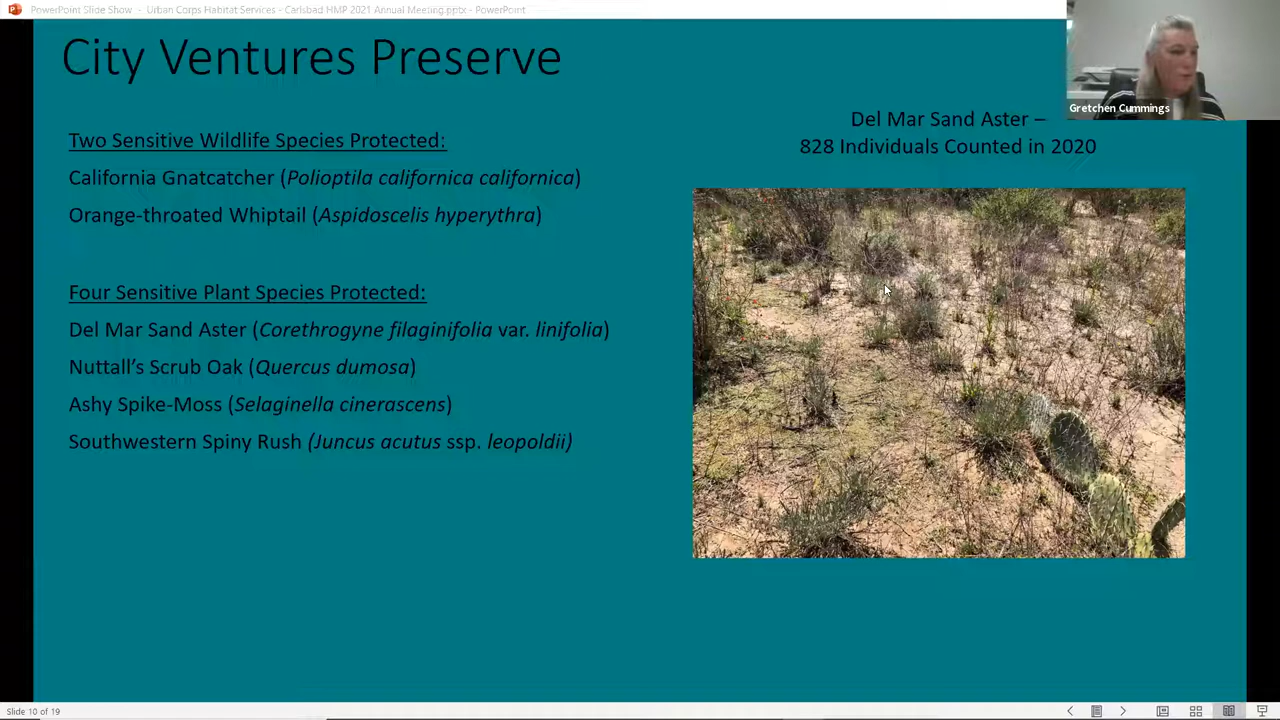 PowerPoint Slide Show - Urban Corps Habitat Services - Carlsbad HMP 2021 Annual Meeting.pptx - PowerPoint
City Ventures Preserve
Gretchen Cummings
Two Sensitive Wildlife Species Protected:
California Gnatcatcher (Polioptila californica californica)
Orange-throated Whiptail (Aspidoscelis hyperythra)
Four Sensitive Plant Species Protected:
Del Mar Sand Aster (Corethrogyne filaginifolia var. linifolia)
Nuttall's Scrub Oak (Quercus dumosa)
Ashy Spike-Moss (Selaginella cinerascens)
Southwestern Spiny Rush (Juncus acutus ssp. leopoldii)
Del Mar Sand Aster –
828 Individuals Counted in 2020
Slide 10 of 19